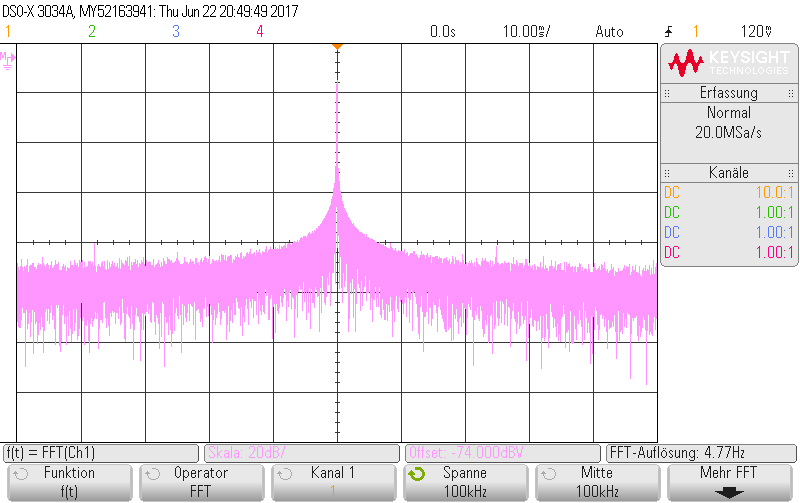 DSO-X 3034A, MY52163941: Thu Jun 22 20:49:49 2017
1 2 3 4 0.0s 10.00s/ Auto 1 120V
M
KEYSIGHT
TECHNOLOGIES
Erfassung
Normal
20.0MSa/s
Kanäle
DC 10.0:1
DC 1.00:1
DC 1.00:1
DC 1.00:1
f(t) = FFT(Ch1) Skala: 20dB/ Offset: -74.000dBV FFT-Auflösung: 4.77Hz
Funktion Operator Kanal 1 Spanne Mitte Mehr FFT
f(t) FFT 1 100kHz 100kHz